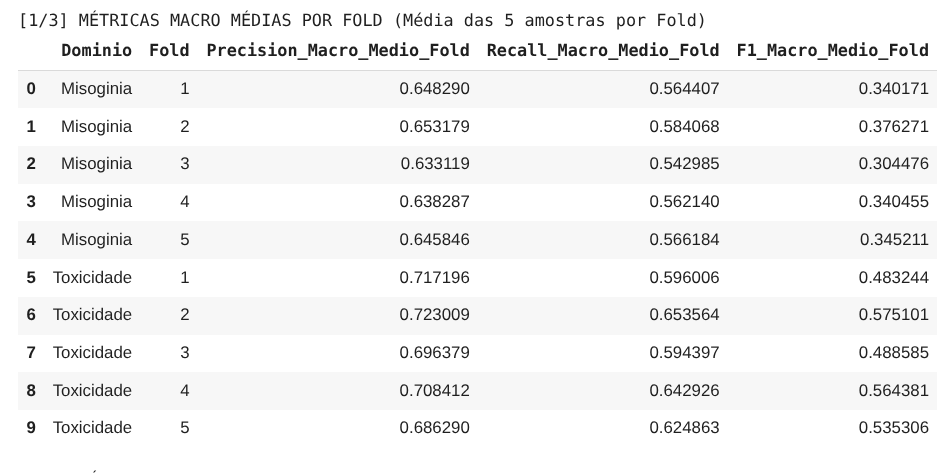 [1/3] MÉTRICAS MACRO MÉDIAS POR FOLD (Média das 5 amostras por Fold)
Dominio Fold Precision_Macro_Medio_Fold Recall_Macro_Medio_Fold F1_Macro_Medio_Fold
0 Misoginia 1 0.648290 0.564407 0.340171
1 Misoginia 2 0.653179 0.584068 0.376271
2 Misoginia 3 0.633119 0.542985 0.304476
3 Misoginia 4 0.638287 0.562140 0.340455
4 Misoginia 5 0.645846 0.566184 0.345211
5 Toxicidade 1 0.717196 0.596006 0.483244
6 Toxicidade 2 0.723009 0.653564 0.575101
7 Toxicidade 3 0.696379 0.594397 0.488585
8 Toxicidade 4 0.708412 0.642926 0.564381
9 Toxicidade 5 0.686290 0.624863 0.535306